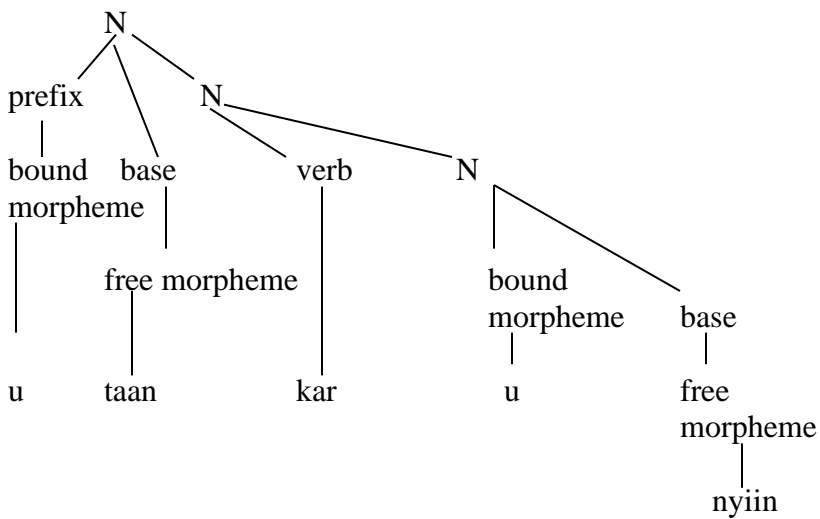 N
prefix
N
bound
morpheme
base
verb
N
free morpheme
bound
morpheme
base
u
taan
kar
u
free
morpheme
nyiin